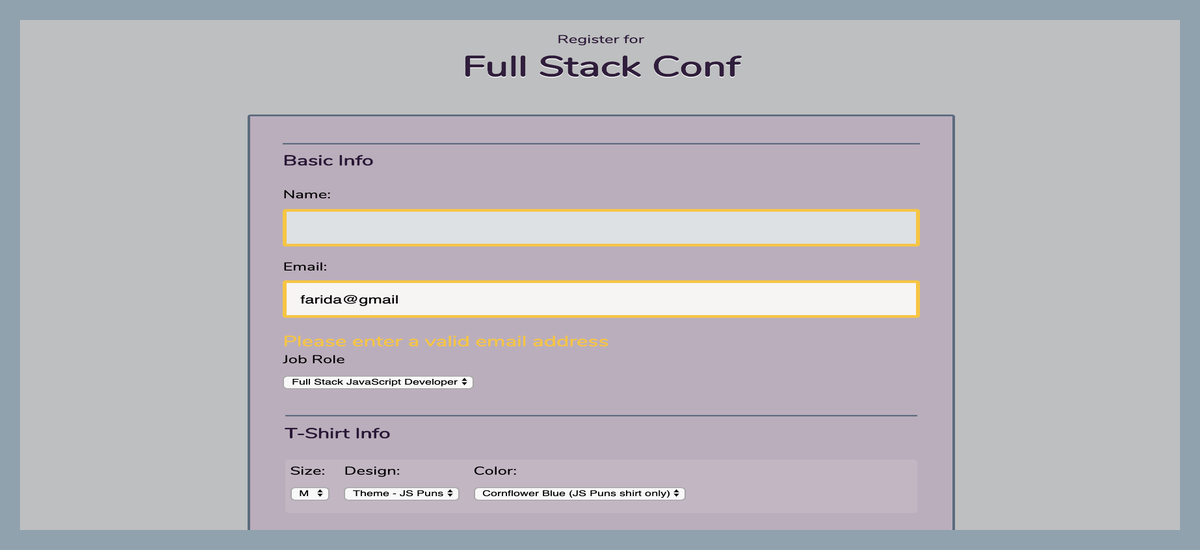 Register for
Full Stack Conf
Basic Info
Name:
Email:
farida@gmail
Please enter a valid email address
Job Role
Full Stack JavaScript Developer
T-Shirt Info
Size: Design: Color:
M Theme - JS Puns Cornflower Blue (JS Puns shirt only)